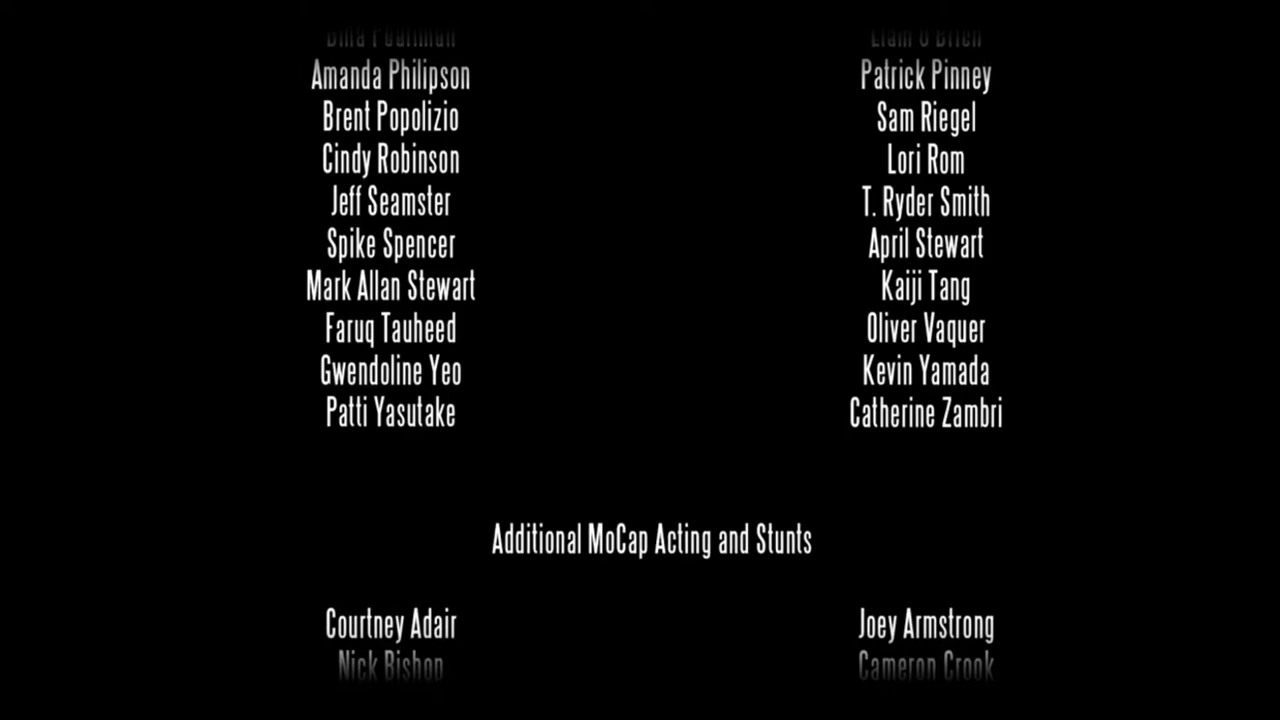 Amanda Philipson Patrick Pinney
Brent Popolizio Sam Riegel
Cindy Robinson Lori Rom
Jeff Seamster T. Ryder Smith
Spike Spencer April Stewart
Mark Allan Stewart Kaiji Tang
Faruq Tauheed Oliver Vaquer
Gwendoline Yeo Kevin Yamada
Patti Yasutake Catherine Zambri
Additional MoCap Acting and Stunts
Courtney Adair Joey Armstrong
Nick Bishop Cameron Crook